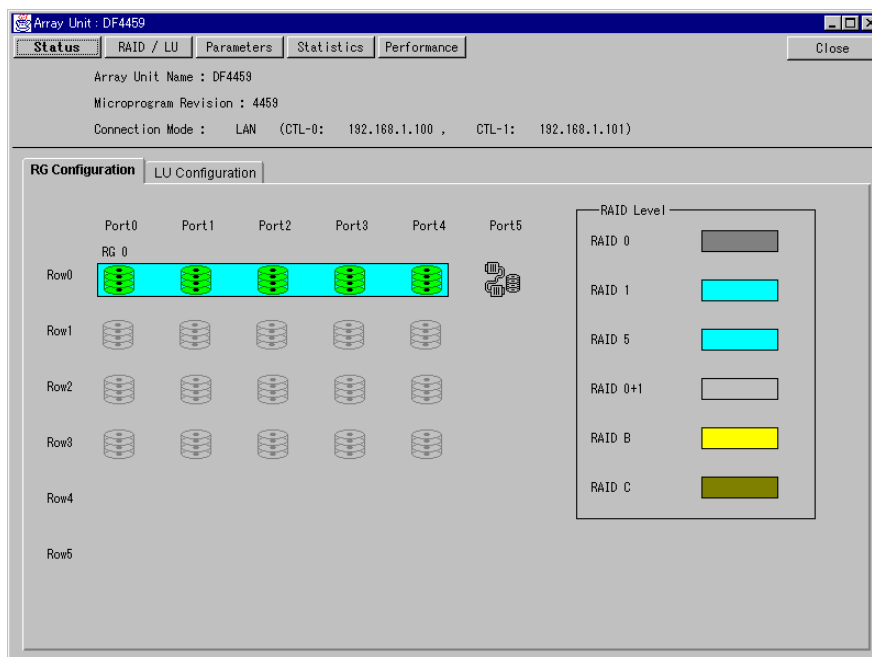 Array Unit : DF4459
Status RAID / LU Parameters Statistics Performance Close
Array Unit Name : DF4459
Microprogram Revision : 4459
Connection Mode : LAN (CTL-0: 192.168.1.100 , CTL-1: 192.168.1.101)
RG Configuration LU Configuration
RAID Level
Port0 Port1 Port2 Port3 Port4 Port5
RAID 0
RG 0
Row0
RAID 1
Row1
RAID 5
Row2
RAID 0+1
Row3
RAID B
RAID C
Row4
Row5